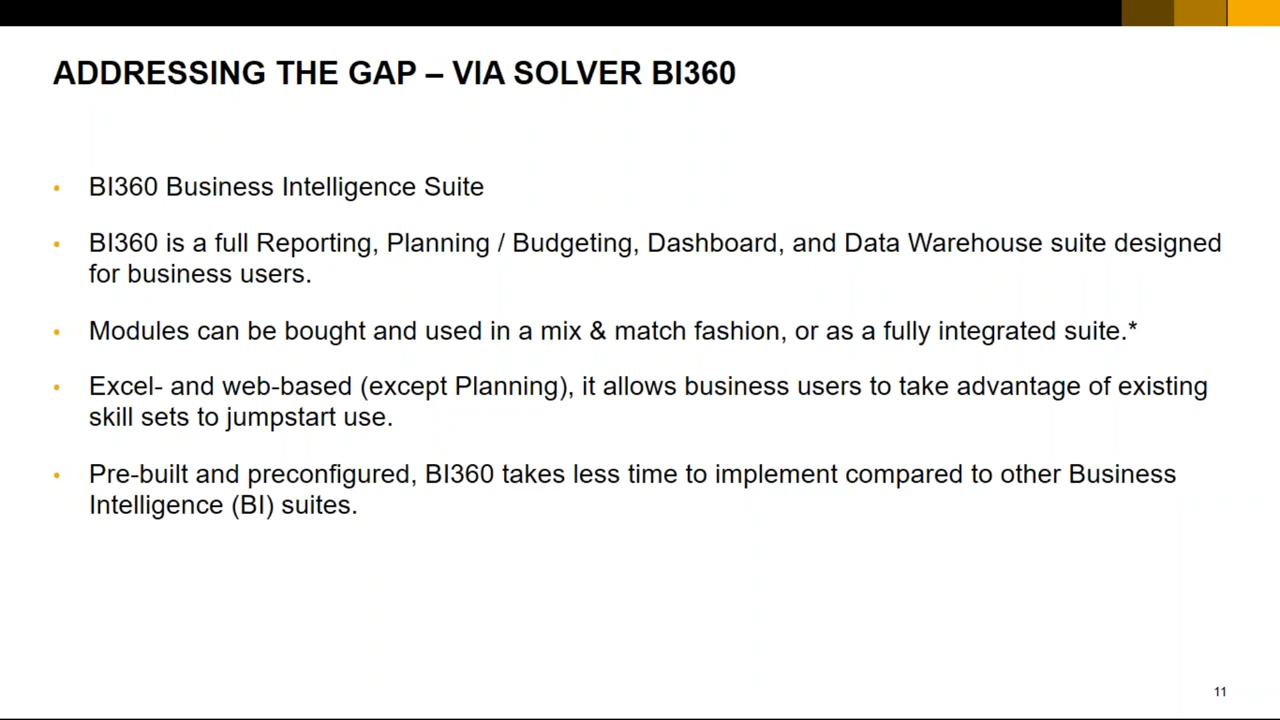 ADDRESSING THE GAP – VIA SOLVER BI360
• BI360 Business Intelligence Suite
• BI360 is a full Reporting, Planning / Budgeting, Dashboard, and Data Warehouse suite designed
for business users.
• Modules can be bought and used in a mix & match fashion, or as a fully integrated suite.*
• Excel- and web-based (except Planning), it allows business users to take advantage of existing
skill sets to jumpstart use.
• Pre-built and preconfigured, BI360 takes less time to implement compared to other Business
Intelligence (BI) suites.
11